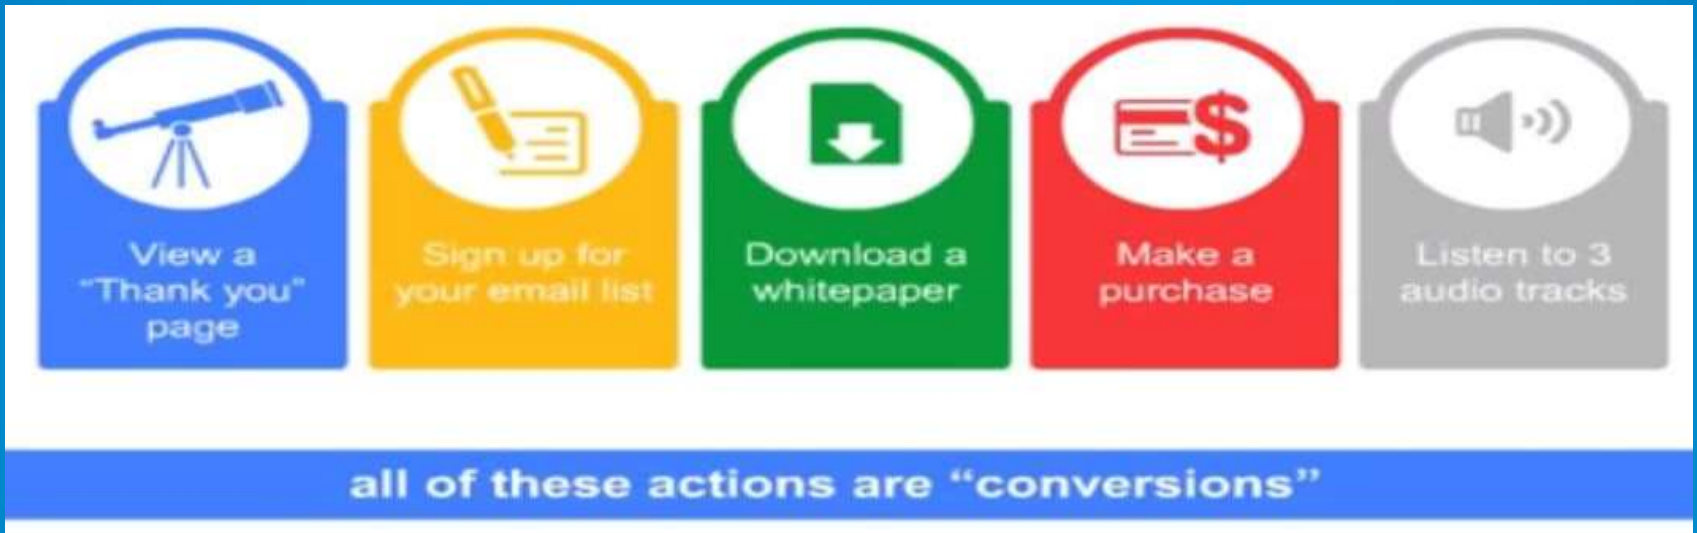 View a
"Thank you"
page
Sign up for
your email list
Download a
whitepaper
Make a
purchase
$
Listen to 3
audio tracks
all of these actions are “conversions”